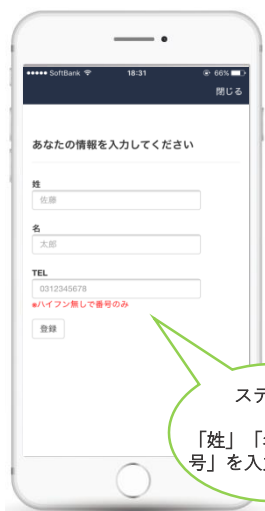 SoftBank 18:31 66%
閉じる
あなたの情報を入力してください
姓
佐藤
名
太郎
TEL
0312345678
※ハイフン無しで番号のみ
登録
ステ
「姓」「
号」を入